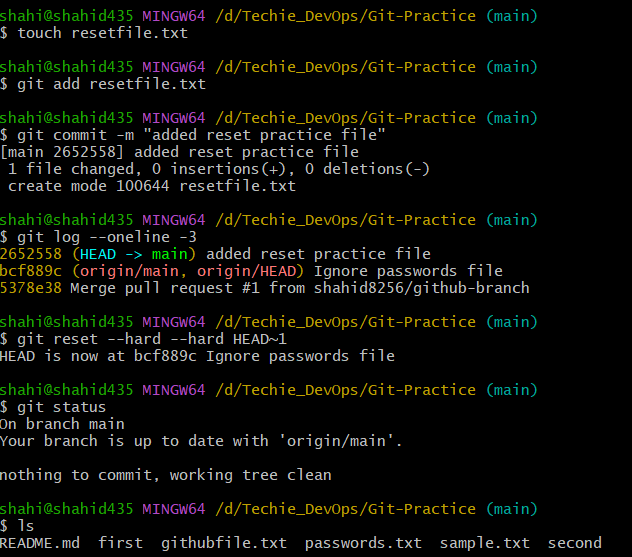 shahi@shahid435 MINGW64 /d/Techie_DevOps/Git-Practice (main)
$ touch resetfile.txt
shahi@shahid435 MINGW64 /d/Techie_DevOps/Git-Practice (main)
$ git add resetfile.txt
shahi@shahid435 MINGW64 /d/Techie_DevOps/Git-Practice (main)
$ git commit -m "added reset practice file"
[main 2652558] added reset practice file
 1 file changed, 0 insertions(+), 0 deletions(-)
 create mode 100644 resetfile.txt
shahi@shahid435 MINGW64 /d/Techie_DevOps/Git-Practice (main)
$ git log --oneline -3
2652558 (HEAD -> main) added reset practice file
bcf889c (origin/main, origin/HEAD) Ignore passwords file
5378e38 Merge pull request #1 from shahid8256/github-branch
shahi@shahid435 MINGW64 /d/Techie_DevOps/Git-Practice (main)
$ git reset --hard --hard HEAD~1
HEAD is now at bcf889c Ignore passwords file
shahi@shahid435 MINGW64 /d/Techie_DevOps/Git-Practice (main)
$ git status
On branch main
Your branch is up to date with 'origin/main'.
nothing to commit, working tree clean
shahi@shahid435 MINGW64 /d/Techie_DevOps/Git-Practice (main)
$ ls
README.md  first  githubfile.txt  passwords.txt  sample.txt  second